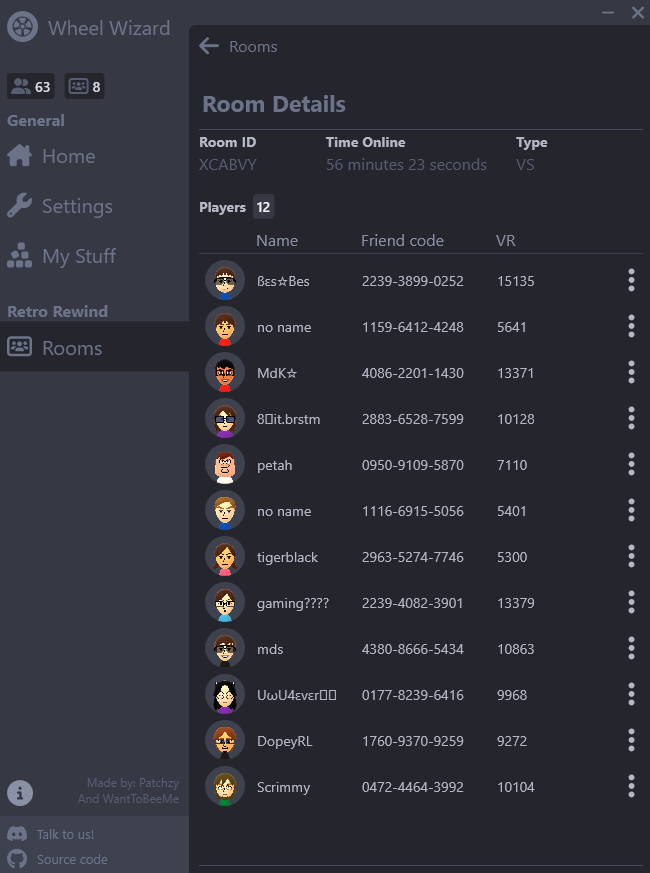 Wheel Wizard
63 8
General
Home
Settings
My Stuff
Retro Rewind
Rooms
Made by: Patchzy
And WantToBeeMe
Talk to us!
Source code
Rooms
Room Details
Room ID Time Online Type
XCABVY 56 minutes 23 seconds VS
Players 12
Name Friend code VR
ßεs☆Bes 2239-3899-0252 15135
no name 1159-6412-4248 5641
MdK☆ 4086-2201-1430 13371
8▯it.brstm 2883-6528-7599 10128
petah 0950-9109-5870 7110
no name 1116-6915-5056 5401
tigerblack 2963-5274-7746 5300
gaming???? 2239-4082-3901 13379
mds 4380-8666-5434 10863
UωU4εvεr▯▯ 0177-8239-6416 9968
DopeyRL 1760-9370-9259 9272
Scrimmy 0472-4464-3992 10104